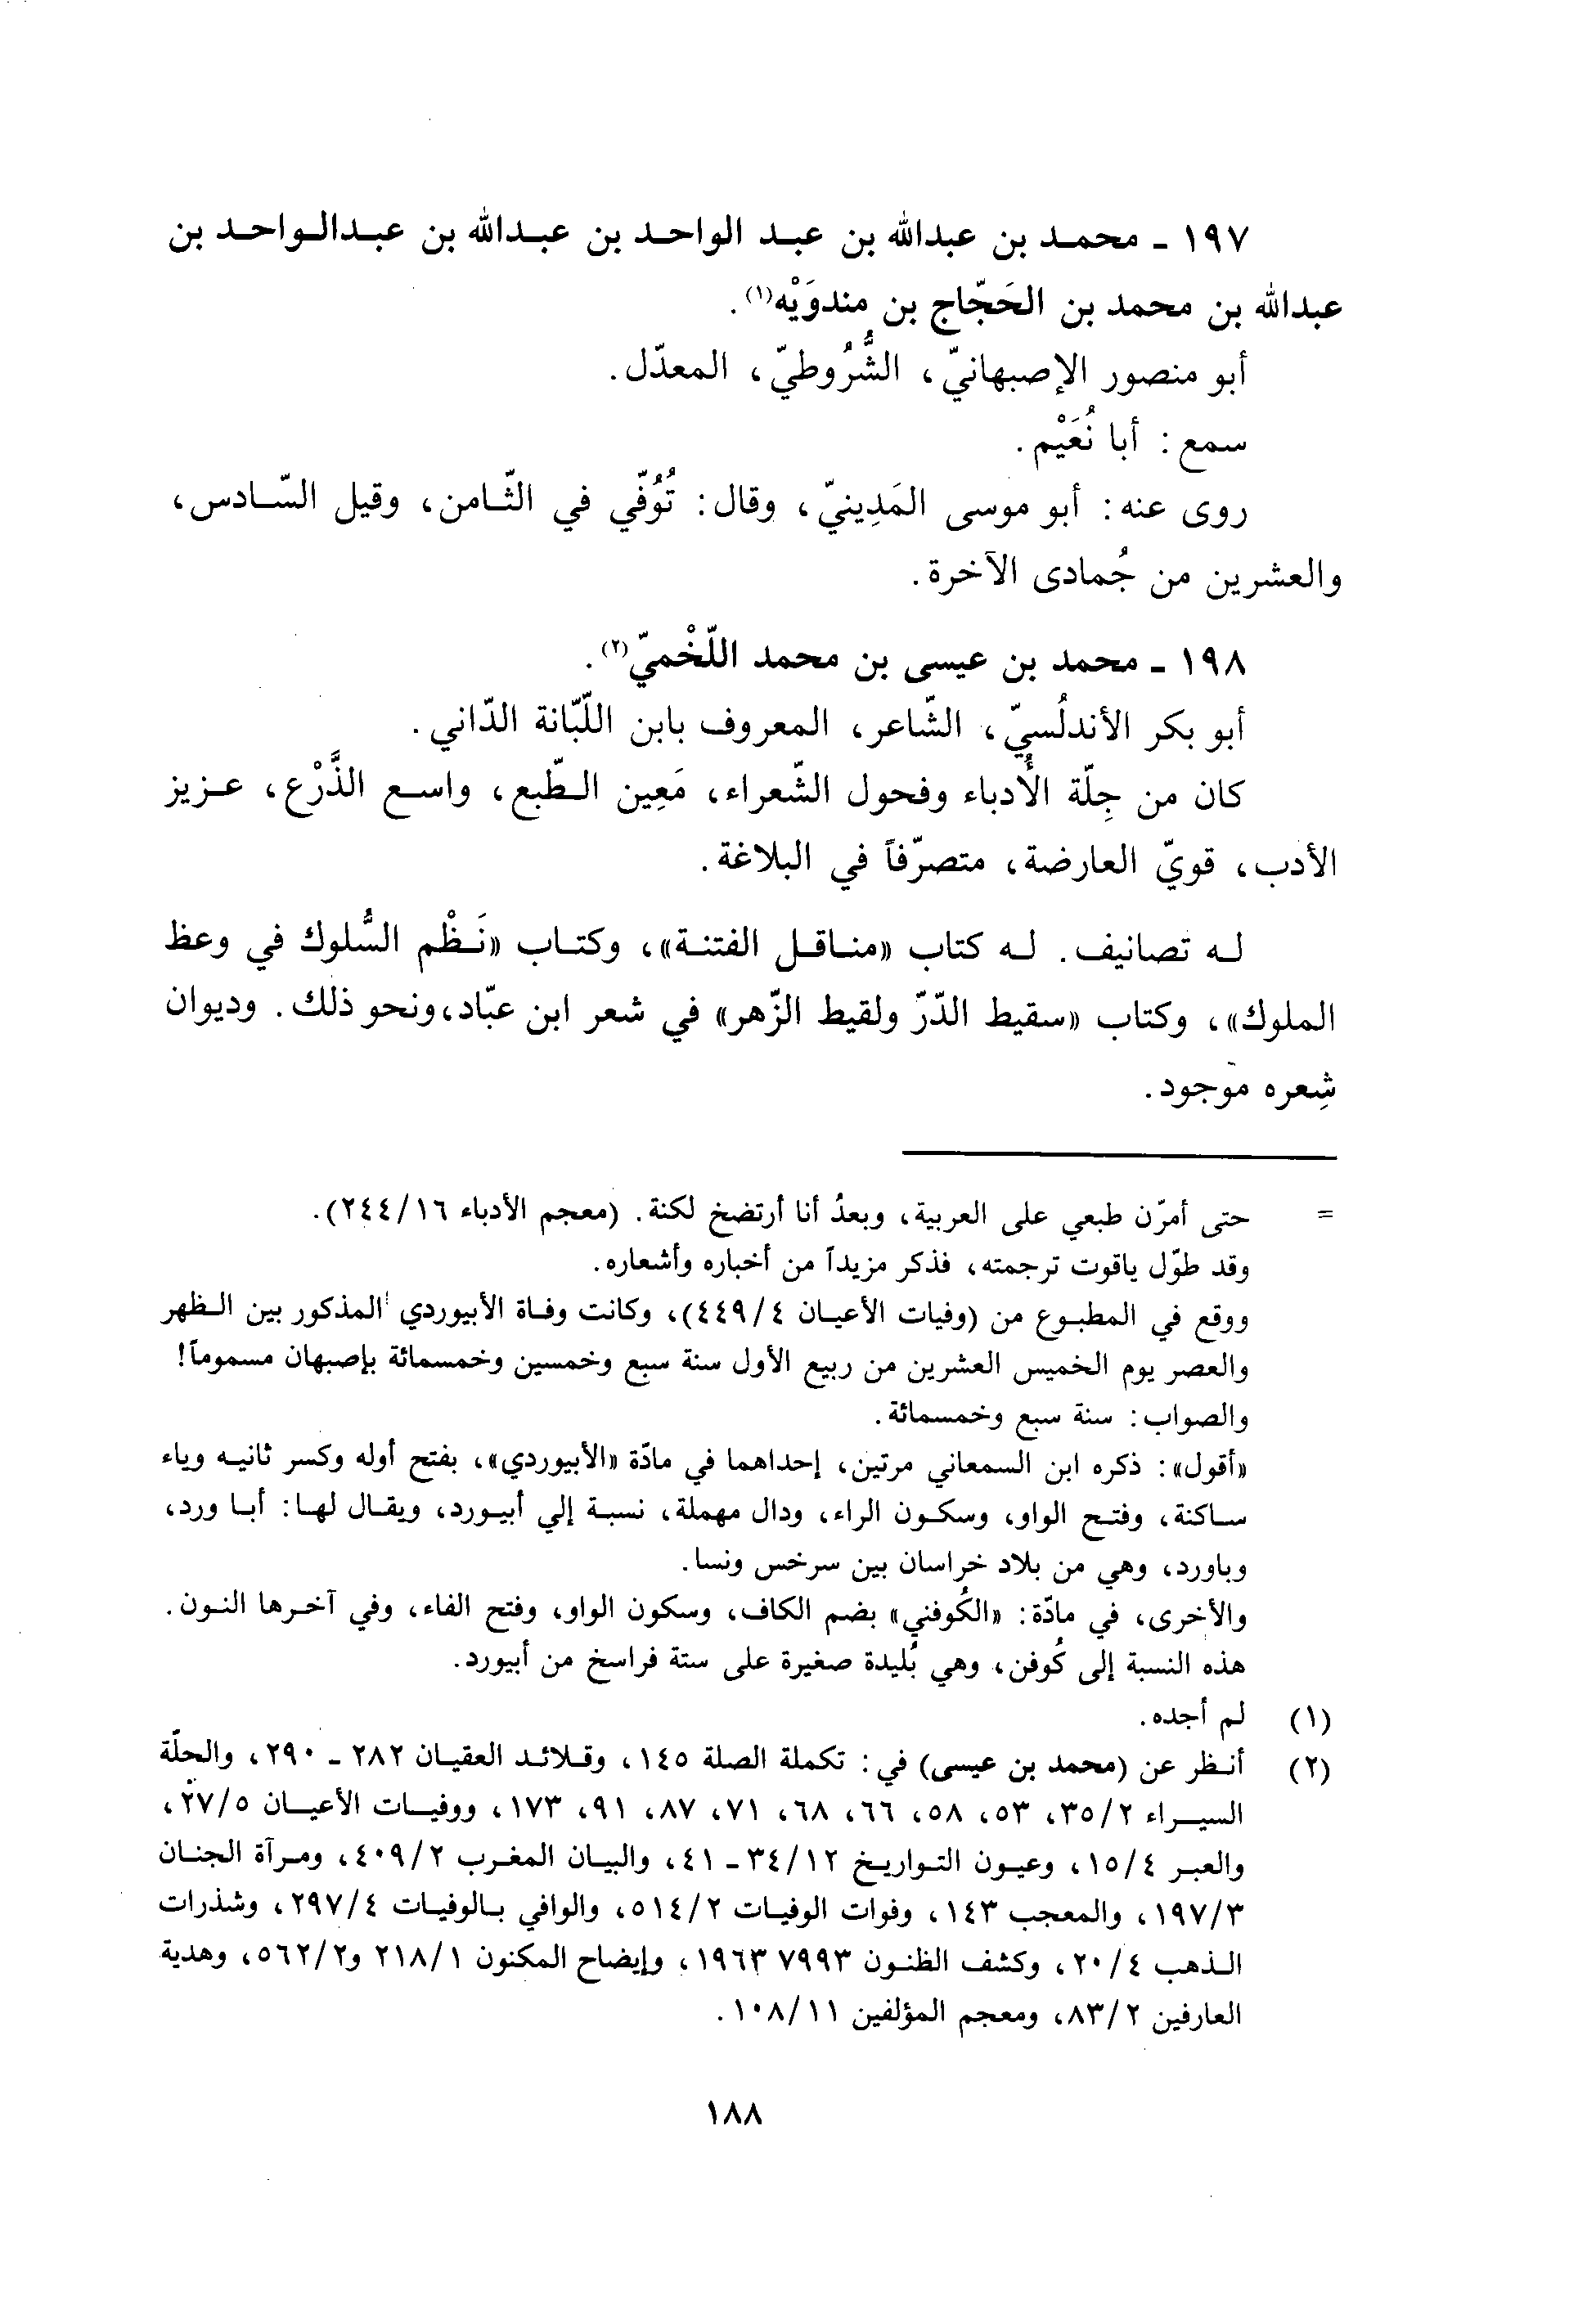 ١٩٧ ـ محمد بن عبدالله بن عبد الواحد بن عبدالله بن عبدالواحد بن
عبدالله بن محمد بن الحَجّاج بن مندوَيْه(١).
أبو منصور الإصبهانيّ، الشُّرُوطيّ، المعدّل.
سمع: أبا نُعَيْم.
روى عنه: أبو موسى المَدِينيّ، وقال: تُوُفّي في الثّامن، وقيل السّادس،
والعشرين من جُمادى الآخرة.
١٩٨ ـ محمد بن عيسى بن محمد اللّخْميّ(٢).
أبو بكر الأندلُسيّ، الشّاعر، المعروف بابن اللّبّانة الدّاني.
كان من جِلّة الأُدباء وفحول الشّعراء، مَعِين الطّبع، واسع الذَّرْع، عزيز
الأدب، قويّ العارضة، متصرّفاً في البلاغة.
له تصانيف. له كتاب «مناقل الفتنة»، وكتاب «نَظْم السُّلوك في وعظ
الملوك»، وكتاب «سقيط الدّرّ ولقيط الزّهر» في شعر ابن عبّاد، ونحو ذلك. وديوان
شِعره موجود.
= حتى أمرّن طبعي على العربية، وبعدُ أنا أرتضخ لكنة. (معجم الأدباء ٢٤٤/١٦).
وقد طوّل ياقوت ترجمته، فذكر مزيداً من أخباره وأشعاره.
ووقع في المطبوع من (وفيات الأعيان ٤٤٩/٤)، وكانت وفاة الأبيوردي المذكور بين الظهر
والعصر يوم الخميس العشرين من ربيع الأول سنة سبع وخمسين وخمسمائة بإصبهان مسموماً!
والصواب: سنة سبع وخمسمائة.
«أقول»: ذكره ابن السمعاني مرتين، إحداهما في مادّة «الأبيوردي»، بفتح أوله وكسر ثانيه وياء
ساكنة، وفتح الواو، وسكون الراء، ودال مهملة، نسبة إلي أبيورد، ويقال لها: أبا ورد،
وباورد، وهي من بلاد خراسان بين سرخس ونسا.
والأخرى، في مادّة: «الكُوفني» بضم الكاف، وسكون الواو، وفتح الفاء، وفي آخرها النون.
هذه النسبة إلى كُوفن، وهي بُليدة صغيرة على ستة فراسخ من أبيورد.
(١) لم أجده.
(٢) أنظر عن (محمد بن عيسى) في: تكملة الصلة ١٤٥، وقلائد العقيان ٢٨٢ ـ ٢٩٠، والحلّة
السيراء ٣٥/٢، ٥٣، ٥٨، ٦٦، ٦٨، ٧١، ٨٧، ٩١، ١٧٣، ووفيات الأعيان ٢٧/٥،
والعبر ١٥/٤، وعيون التواريخ ٣٤/١٢ ـ ٤١، والبيان المغرب ٤٠٩/٢، ومرآة الجنان
١٩٧/٣، والمعجب ١٤٣، وفوات الوفيات ٥١٤/٢، والوافي بالوفيات ٢٩٧/٤، وشذرات
الذهب ٢٠/٤، وكشف الظنون ٧٩٩٣ ١٩٦٣، وإيضاح المكنون ٢١٨/١ و٥٦٢/٢، وهدية
العارفين ٨٣/٢، ومعجم المؤلفين ١٠٨/١١.
١٨٨